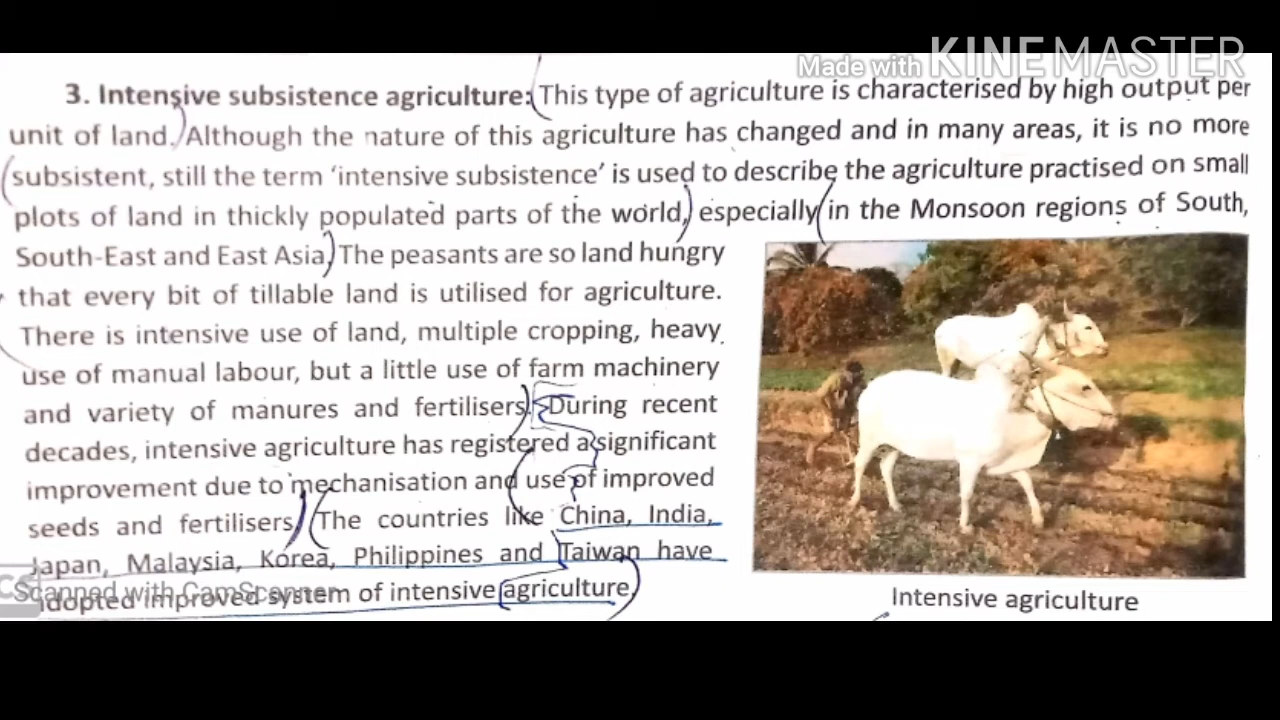 Made with KINEMASTER
3. Intensive subsistence agriculture: This type of agriculture is characterised by high output per
unit of land. Although the nature of this agriculture has changed and in many areas, it is no more
subsistent, still the term ‘intensive subsistence’ is used to describe the agriculture practised on small
plots of land in thickly populated parts of the world, especially in the Monsoon regions of South,
South-East and East Asia. The peasants are so land hungry
that every bit of tillable land is utilised for agriculture.
There is intensive use of land, multiple cropping, heavy
use of manual labour, but a little use of farm machinery
and variety of manures and fertilisers. During recent
decades, intensive agriculture has registered a significant
improvement due to mechanisation and use of improved
seeds and fertilisers. The countries like China, India,
Japan, Malaysia, Korea, Philippines and Taiwan have
adopted improved system of intensive agriculture.
CS Scanned with CamScanner
Intensive agriculture